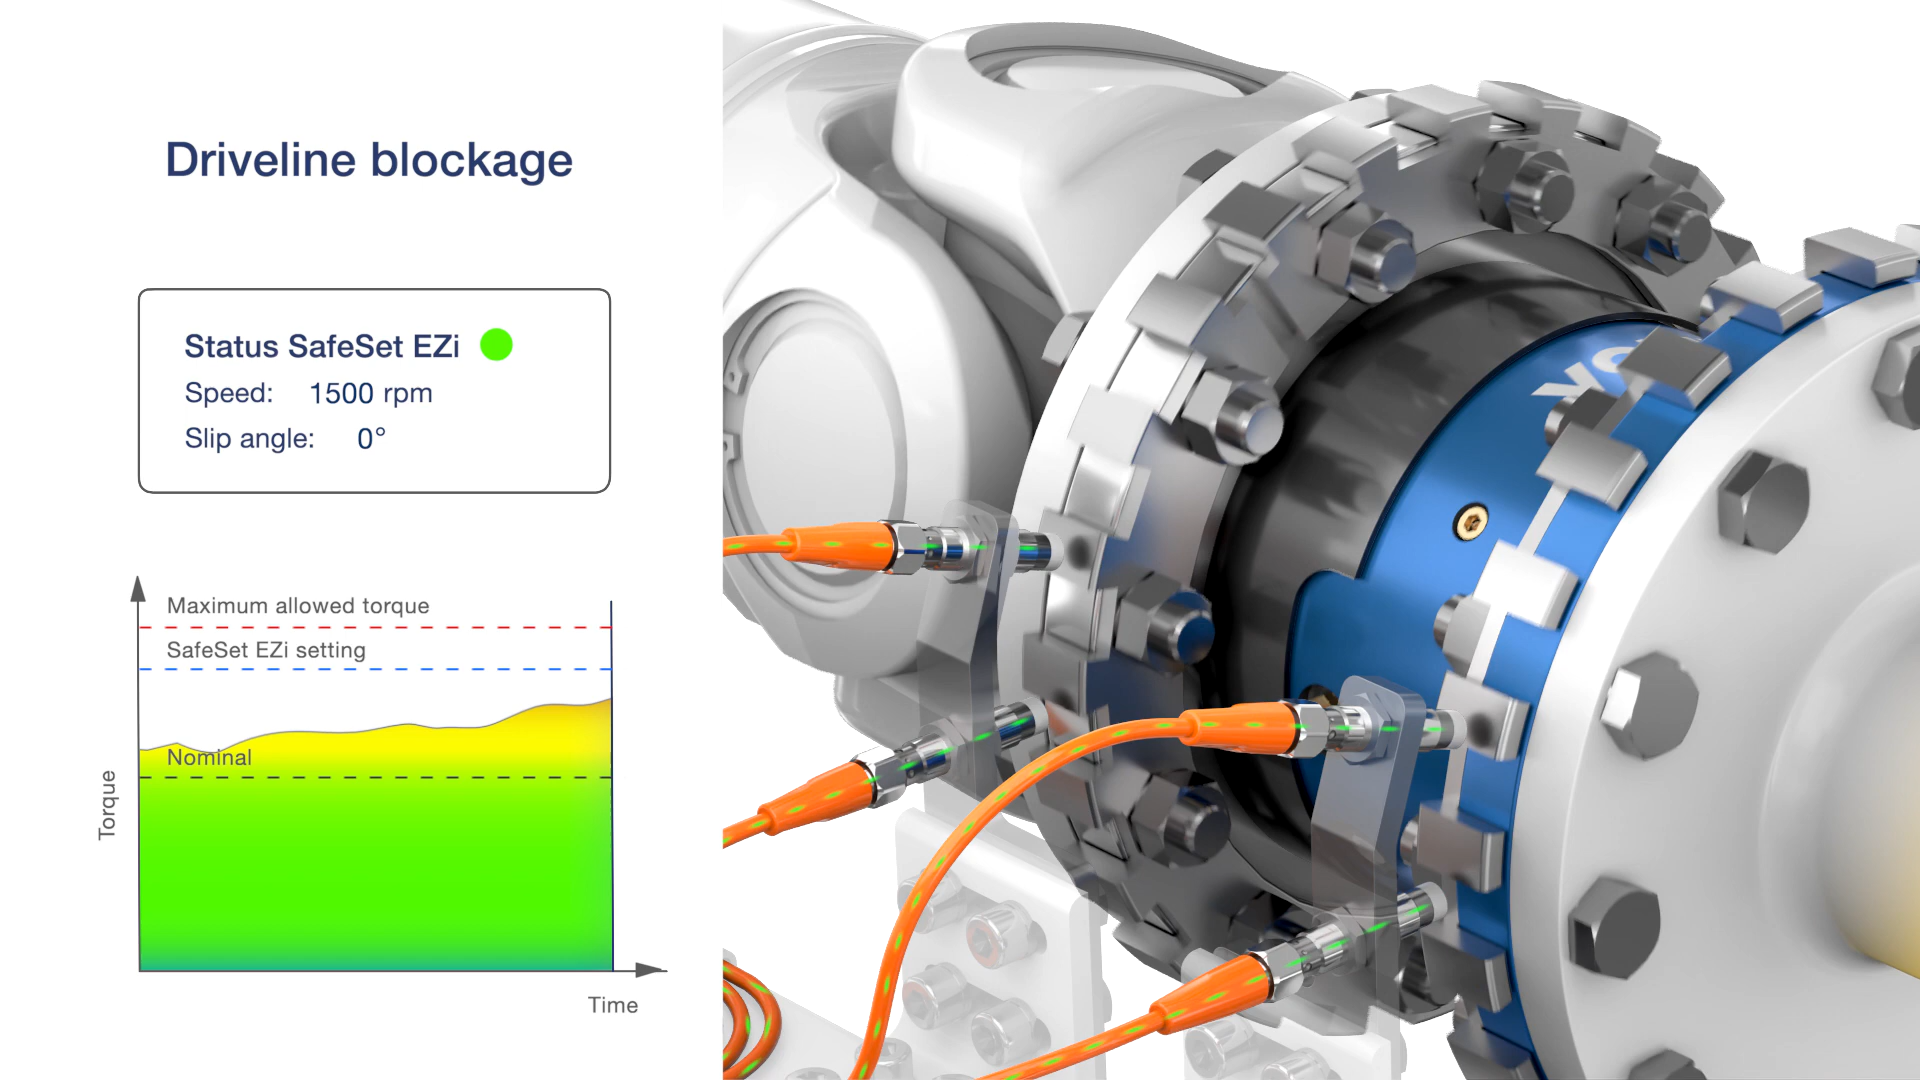 Driveline blockage
Status SafeSet EZi
Speed: 1500 rpm
Slip angle: 0°
Maximum allowed torque
SafeSet EZi setting
Nominal
Torque
Time